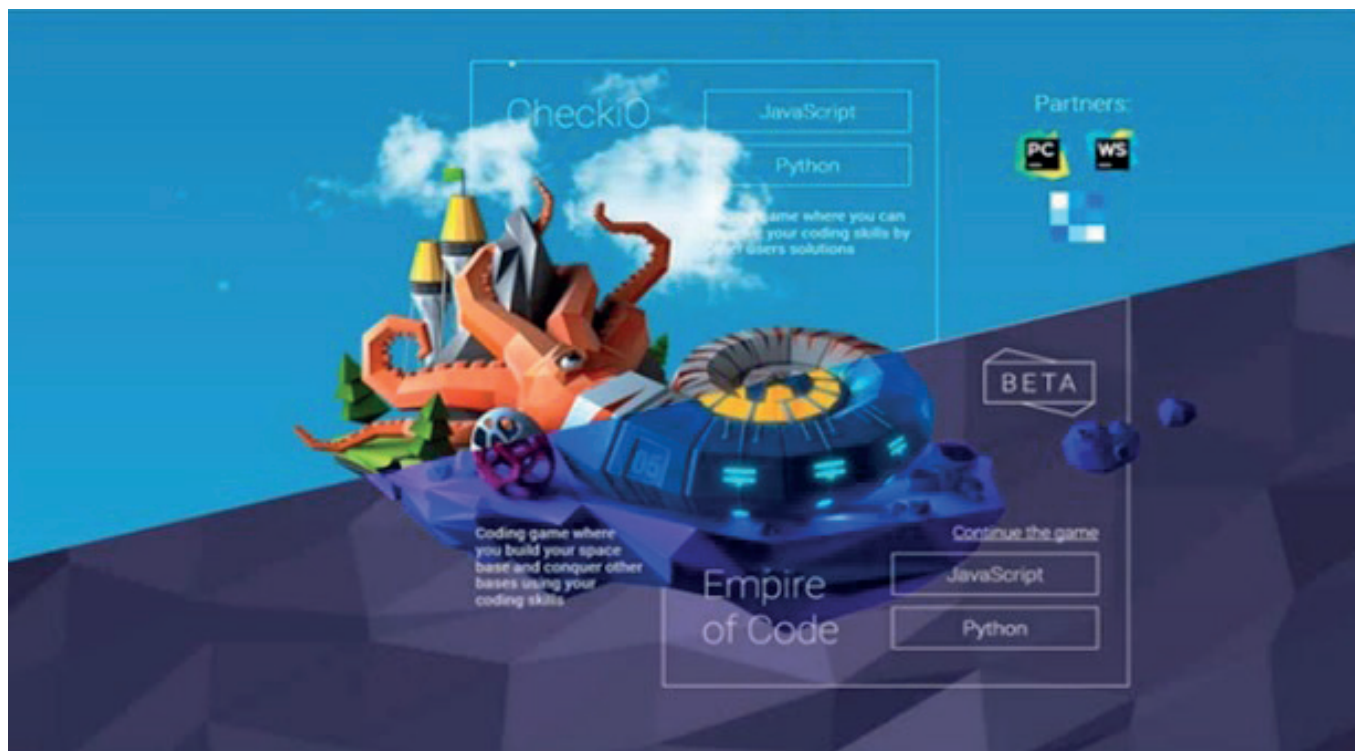 CheckiO
JavaScript
Python
game where you can
your coding skills by
users solutions
Partners:
PC
WS
BETA
05
Coding game where
you build your space
base and conquer other
bases using your
coding skills
Continue the game
Empire
of Code
JavaScript
Python